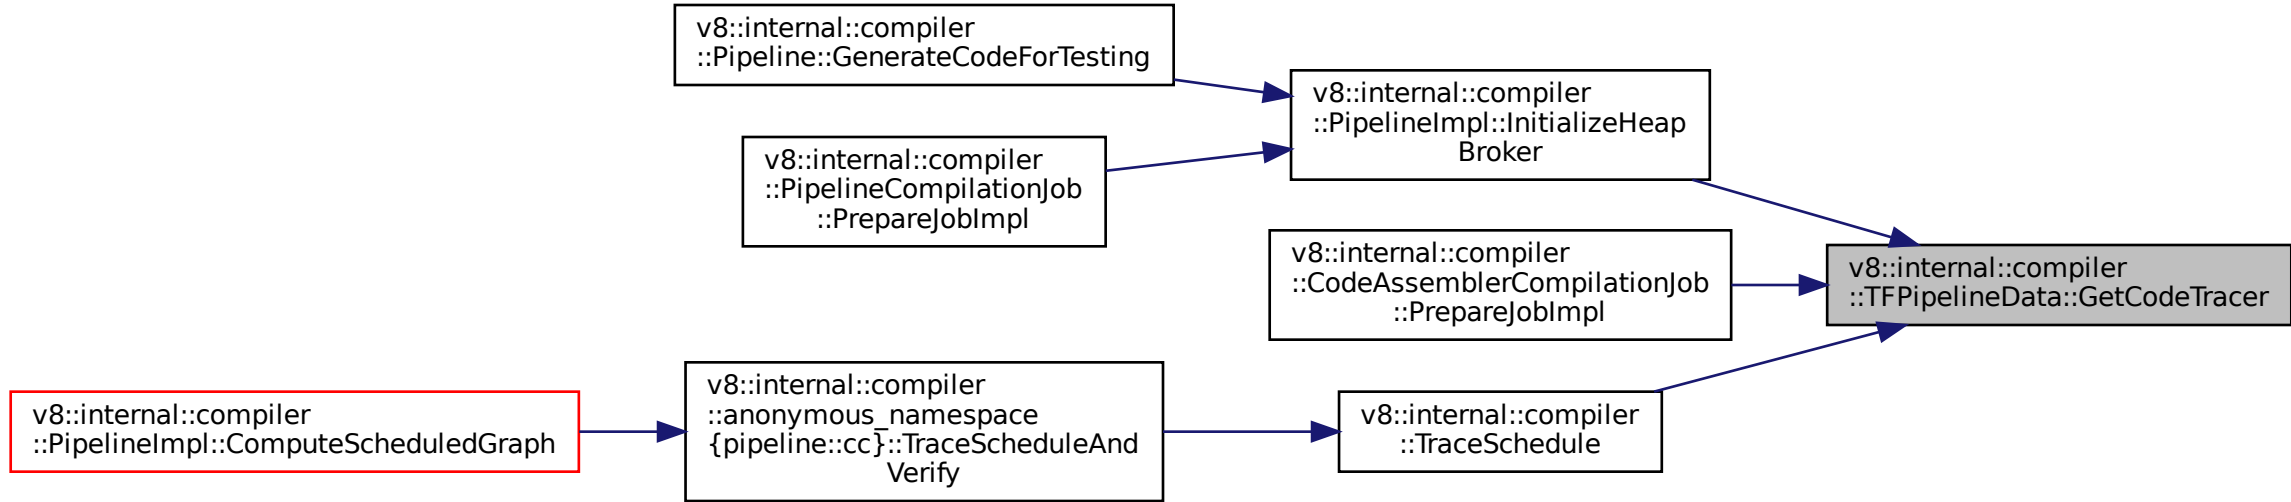 v8::internal::compiler
::Pipeline::GenerateCodeForTesting
v8::internal::compiler
::PipelineImpl::InitializeHeap
Broker
v8::internal::compiler
::PipelineCompilationJob
::PrepareJobImpl
v8::internal::compiler
::CodeAssemblerCompilationJob
::PrepareJobImpl
v8::internal::compiler
::TFPipelineData::GetCodeTracer
v8::internal::compiler
::PipelineImpl::ComputeScheduledGraph
v8::internal::compiler
::anonymous_namespace
{pipeline::cc}::TraceScheduleAnd
Verify
v8::internal::compiler
::TraceSchedule